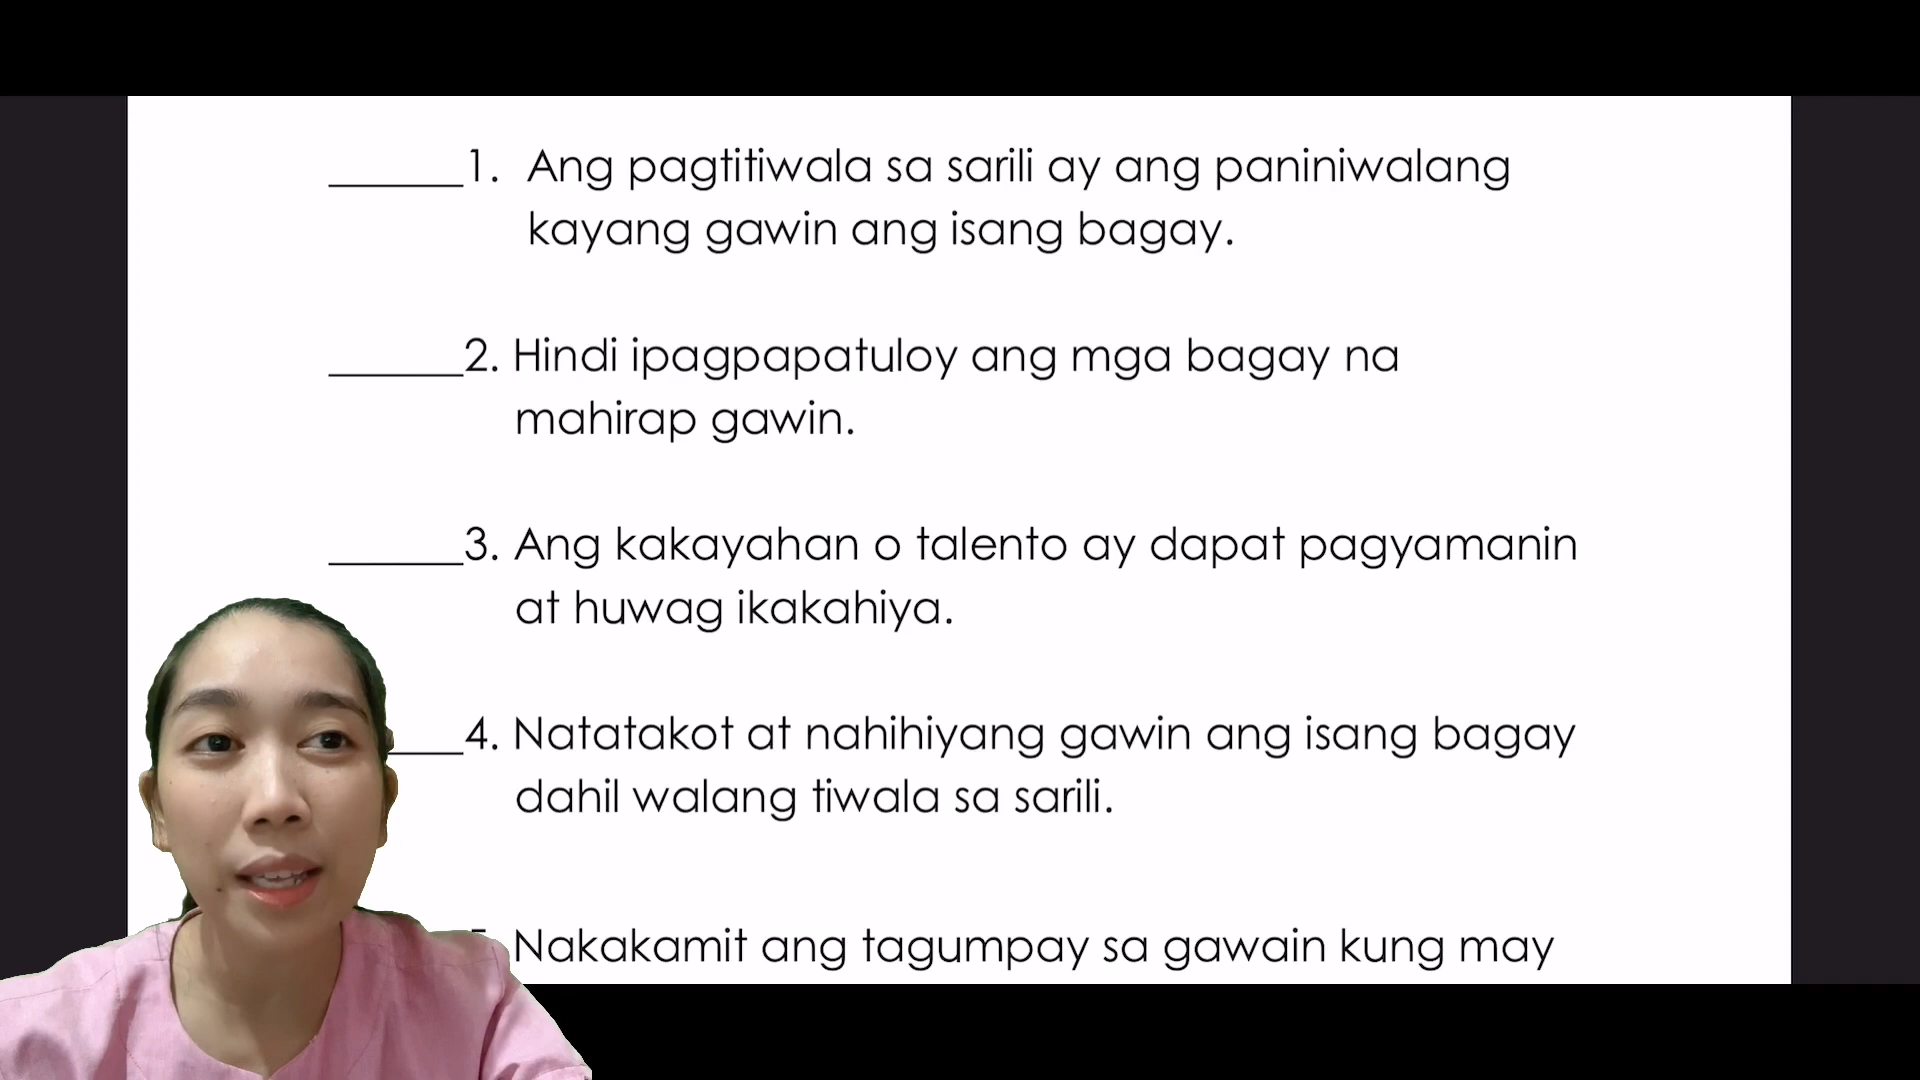 ______1. Ang pagtitiwala sa sarili ay ang paniniwalang
kayang gawin ang isang bagay.
______2. Hindi ipagpapatuloy ang mga bagay na
mahirap gawin.
______3. Ang kakayahan o talento ay dapat pagyamanin
at huwag ikakahiya.
____4. Natatakot at nahihiyang gawin ang isang bagay
dahil walang tiwala sa sarili.
Nakakamit ang tagumpay sa gawain kung may